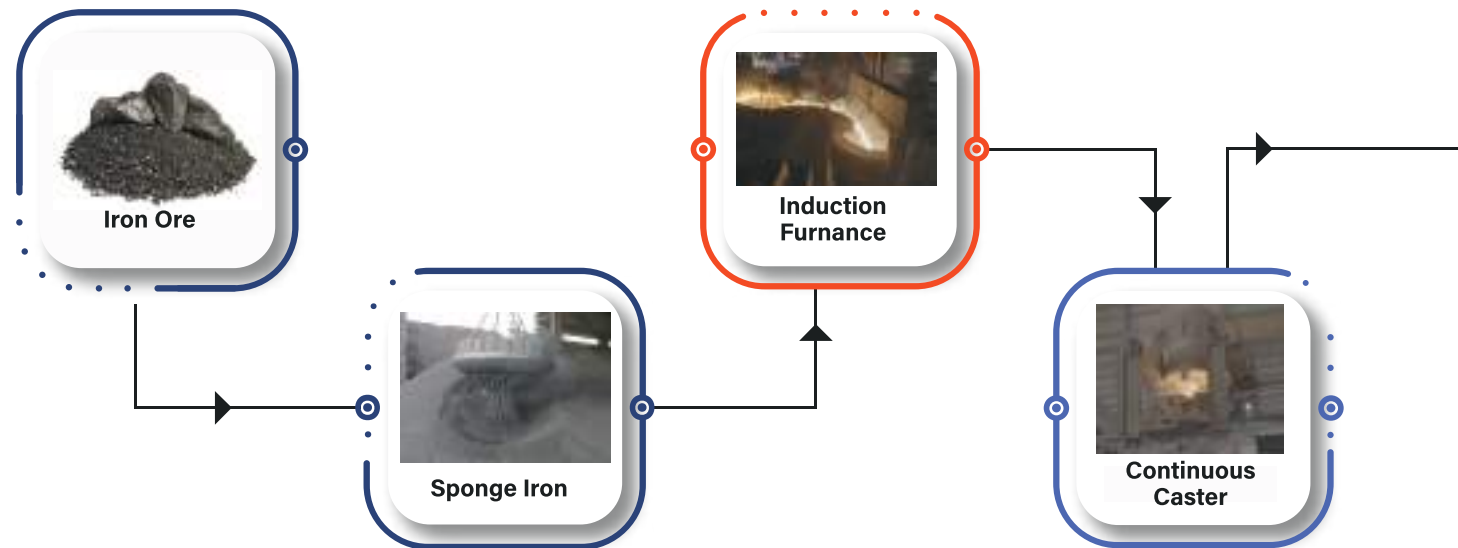 Iron Ore
Sponge Iron
Induction
Furnance
Continuous
Caster